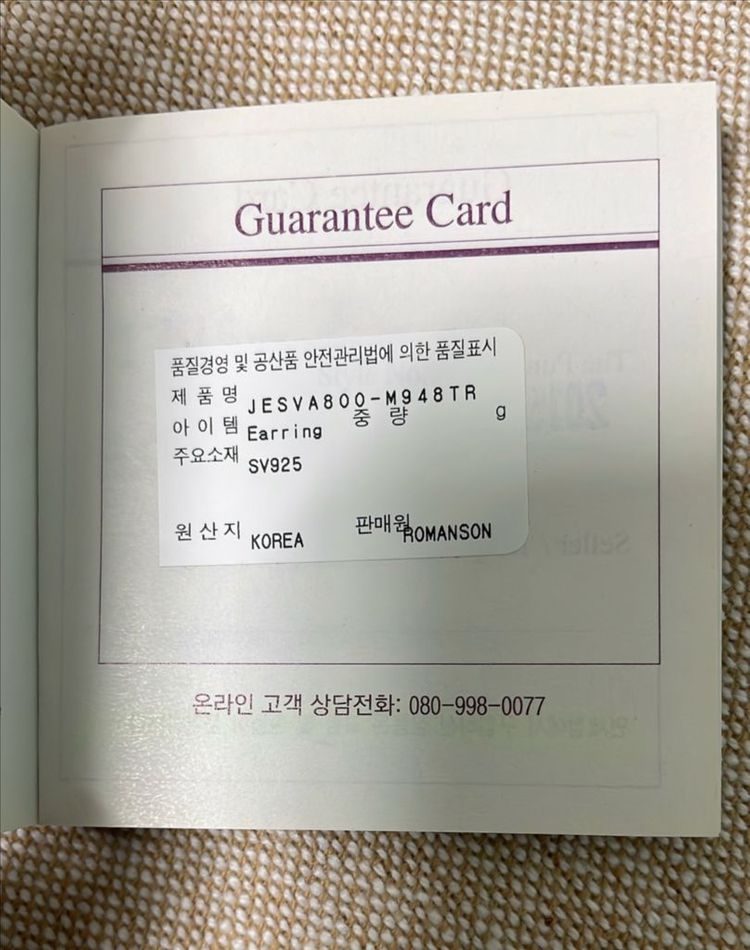 Guarantee Card
품질경영 및 공산품 안전관리법에 의한 품질표시
제 품 명 JESVA800-M948TR
아 이 템 Earring 중 량 g
주요소재 SV925
원 산 지 KOREA 판매원 ROMANSON
온라인 고객 상담전화: 080-998-0077